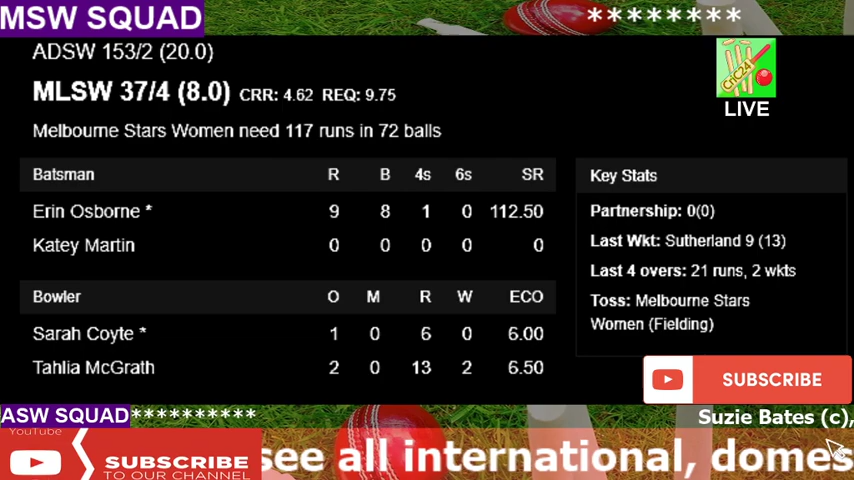 MSW SQUAD
********
ADSW 153/2 (20.0)
MLSW 37/4 (8.0) CRR: 4.62 REQ: 9.75
Melbourne Stars Women need 117 runs in 72 balls
CRIC24
LIVE
Batsman R B 4s 6s SR
Erin Osborne * 9 8 1 0 112.50
Katey Martin 0 0 0 0 0
Bowler O M R W ECO
Sarah Coyte * 1 0 6 0 6.00
Tahlia McGrath 2 0 13 2 6.50
Key Stats
Partnership: 0(0)
Last Wkt: Sutherland 9 (13)
Last 4 overs: 21 runs, 2 wkts
Toss: Melbourne Stars
Women (Fielding)
SUBSCRIBE
ASW SQUAD**********
Suzie Bates (c),
YouTube
SUBSCRIBE
TO OUR CHANNEL
see all international, domes